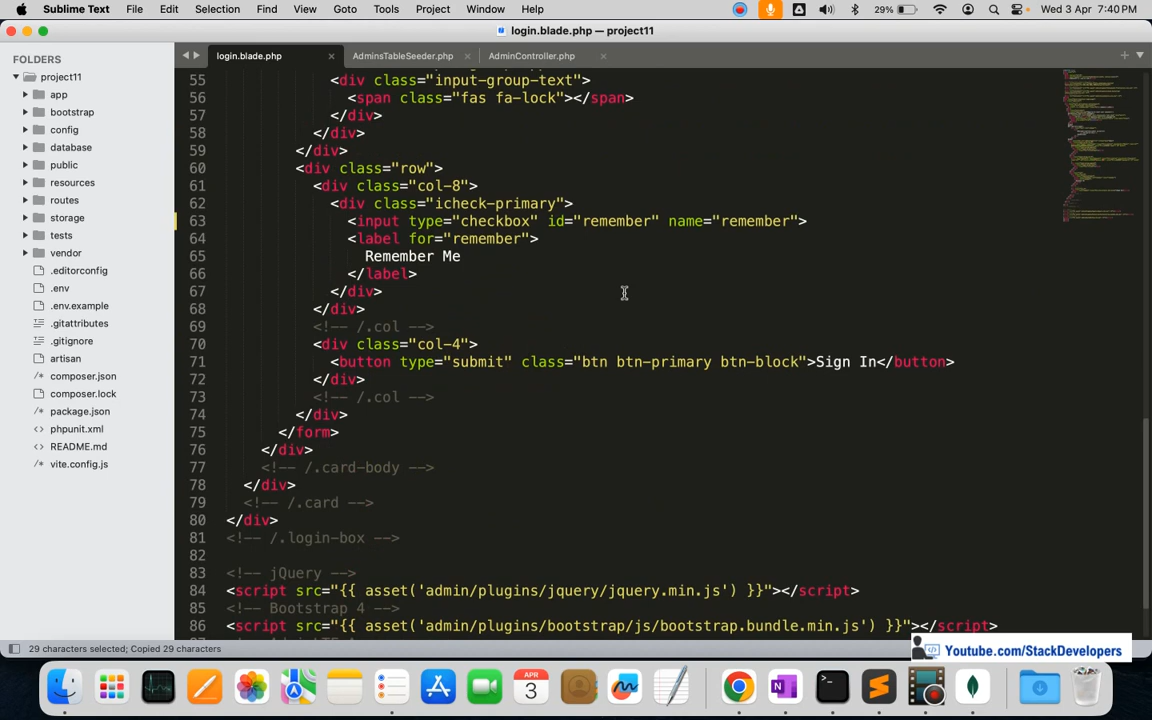 Sublime Text File Edit Selection Find View Goto Tools Project Window Help 29% Wed 3 Apr 7:40 PM
login.blade.php — project11
FOLDERS
project11
app
bootstrap
config
database
public
resources
routes
storage
tests
vendor
.editorconfig
.env
.env.example
.gitattributes
.gitignore
artisan
composer.json
composer.lock
package.json
phpunit.xml
README.md
vite.config.js
login.blade.php AdminsTableSeeder.php AdminController.php
55 <div class="input-group-text">
56 <span class="fas fa-lock"></span>
57 </div>
58 </div>
59 </div>
60 <div class="row">
61 <div class="col-8">
62 <div class="icheck-primary">
63 <input type="checkbox" id="remember" name="remember">
64 <label for="remember">
65 Remember Me
66 </label>
67 </div>
68 </div>
69 <!-- /.col -->
70 <div class="col-4">
71 <button type="submit" class="btn btn-primary btn-block">Sign In</button>
72 </div>
73 <!-- /.col -->
74 </div>
75 </form>
76 </div>
77 <!-- /.card-body -->
78 </div>
79 <!-- /.card -->
80 </div>
81 <!-- /.login-box -->
82
83 <!-- jQuery -->
84 <script src="{{ asset('admin/plugins/jquery/jquery.min.js') }}"></script>
85 <!-- Bootstrap 4 -->
86 <script src="{{ asset('admin/plugins/bootstrap/js/bootstrap.bundle.min.js') }}"></script>
29 characters selected; Copied 29 characters
Youtube.com/StackDevelopers
APR
3